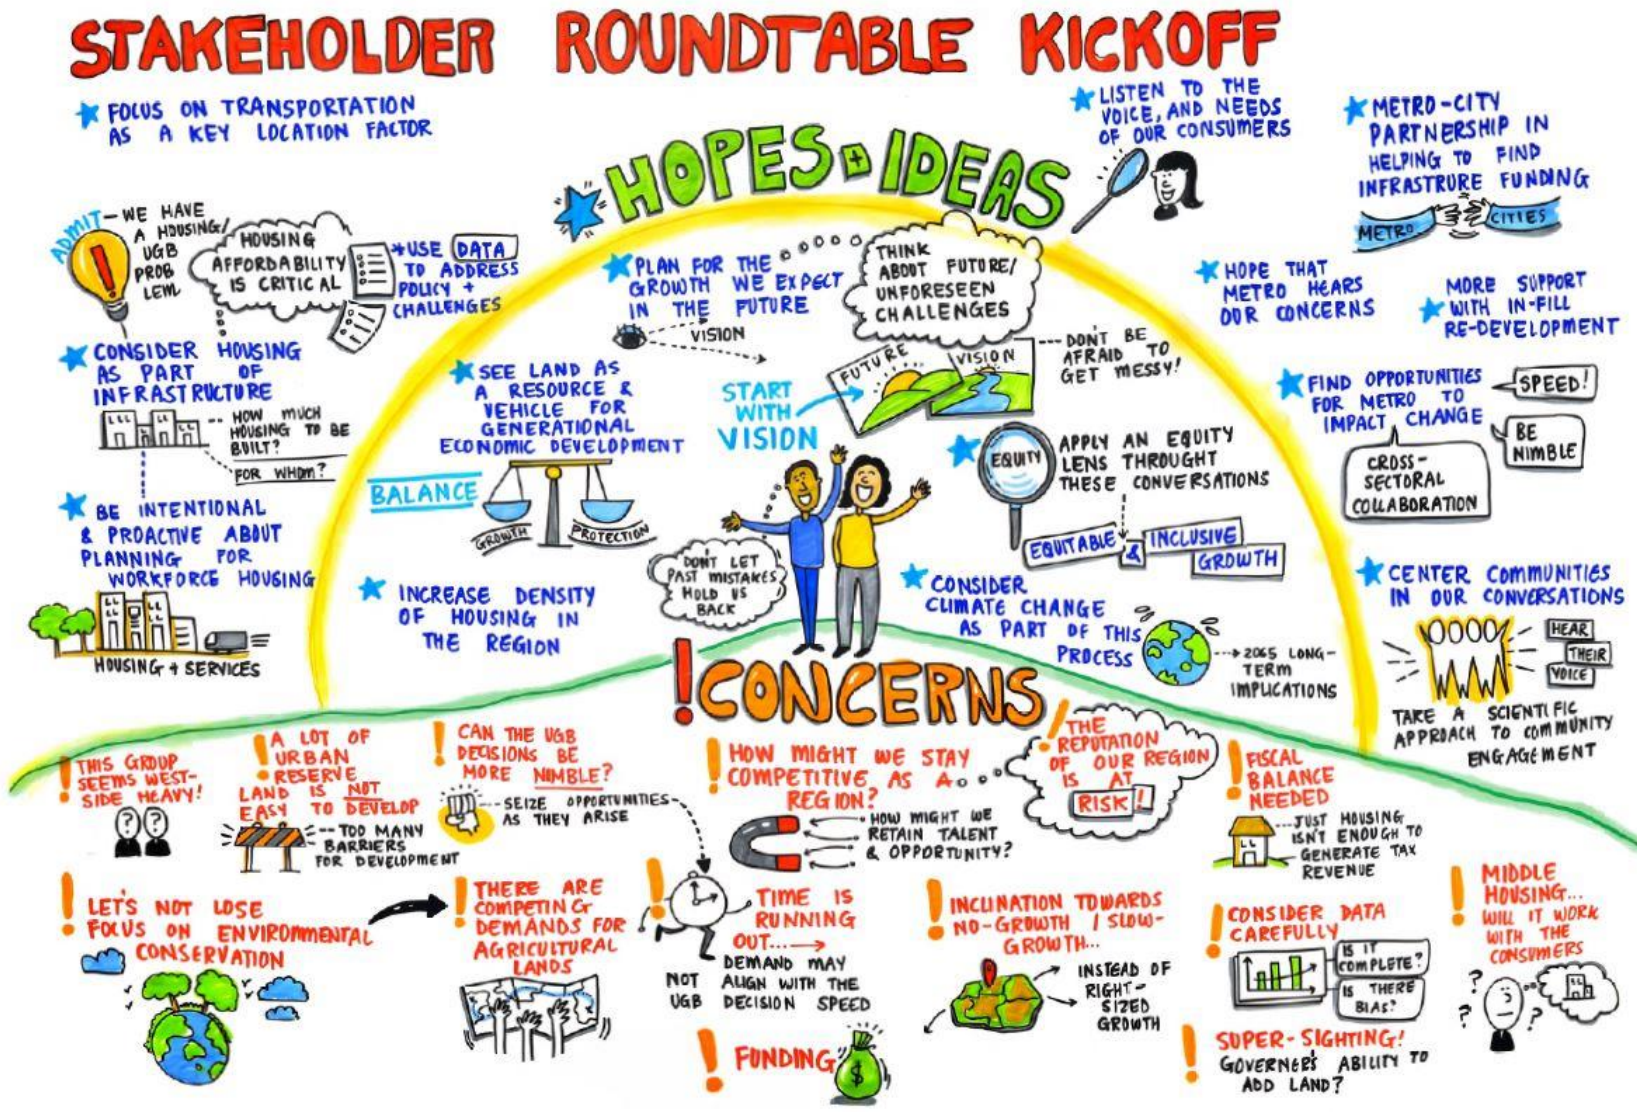 STAKEHOLDER ROUNDTABLE KICKOFF
FOCUS ON TRANSPORTATION
AS A KEY LOCATION FACTOR
HOPES + IDEAS
LISTEN TO THE
VOICE, AND NEEDS
OF OUR CONSUMERS
METRO-CITY
PARTNERSHIP IN
HELPING TO FIND
INFRASTRURE FUNDING
METRO
CITIES
ADMIT - WE HAVE
A HOUSING/
UGB
PROB
LEM
HOUSING
AFFORDABILITY
IS CRITICAL
*USE DATA
TO ADDRESS
POLICY +
CHALLENGES
PLAN FOR THE
GROWTH WE EXPECT
IN THE FUTURE
VISION
THINK
ABOUT FUTURE/
UNFORESEEN
CHALLENGES
HOPE THAT
METRO HEARS
OUR CONCERNS
MORE SUPPORT
WITH IN-FILL
RE-DEVELOPMENT
CONSIDER HOUSING
AS PART OF
INFRASTRUCTURE
HOW MUCH
HOUSING TO BE
BUILT?
FOR WHOM?
SEE LAND AS
A RESOURCE &
VEHICLE FOR
GENERATIONAL
ECONOMIC DEVELOPMENT
BALANCE
GROWTH
PROTECTION
START
WITH
VISION
FUTURE
VISION
DON'T BE
AFRAID TO
GET MESSY!
EQUITY
APPLY AN EQUITY
LENS THROUGHT
THESE CONVERSATIONS
EQUITABLE & INCLUSIVE
GROWTH
FIND OPPORTUNITIES
FOR METRO TO
IMPACT CHANGE
SPEED!
BE
NIMBLE
CROSS-
SECTORAL
COLLABORATION
BE INTENTIONAL
& PROACTIVE ABOUT
PLANNING FOR
WORKFORCE HOUSING
HOUSING + SERVICES
INCREASE DENSITY
OF HOUSING IN
THE REGION
DON'T LET
PAST MISTAKES
HOLD US
BACK
CONSIDER
CLIMATE CHANGE
AS PART OF THIS
PROCESS
2065 LONG-
TERM
IMPLICATIONS
CENTER COMMUNITIES
IN OUR CONVERSATIONS
HEAR
THEIR
VOICE
TAKE A SCIENTIFIC
APPROACH TO COMMUNITY
ENGAGEMENT
! CONCERNS
! THIS GROUP
SEEMS WEST-
SIDE HEAVY!
? ?
! A LOT OF
URBAN
RESERVE
LAND IS NOT
EASY TO DEVELOP
TOO MANY
BARRIERS
FOR DEVELOPMENT
! CAN THE UGB
DECISIONS BE
MORE NIMBLE?
SEIZE OPPORTUNITIES
AS THEY ARISE
! HOW MIGHT WE STAY
COMPETITIVE AS A
REGION?
HOW MIGHT WE
RETAIN TALENT
& OPPORTUNITY?
! THE
REPUTATION
OF OUR REGION
IS AT
RISK!
! FISCAL
BALANCE
NEEDED
JUST HOUSING
ISN'T ENOUGH TO
GENERATE TAX
REVENUE
! LET'S NOT LOSE
FOCUS ON ENVIRONMENTAL
CONSERVATION
! THERE ARE
COMPETING
DEMANDS FOR
AGRICULTURAL
LANDS
! TIME IS
RUNNING
OUT...
DEMAND MAY
NOT ALIGN WITH THE
UGB DECISION SPEED
! FUNDING
$
! INCLINATION TOWARDS
NO-GROWTH / SLOW-
GROWTH...
INSTEAD OF
RIGHT-
SIZED
GROWTH
! CONSIDER DATA
CAREFULLY
IS IT
COMPLETE?
IS THERE
BIAS?
! SUPER-SIGHTING!
GOVERNER'S ABILITY TO
ADD LAND?
! MIDDLE
HOUSING...
WILL IT WORK
WITH THE
CONSUMERS
? ? ?